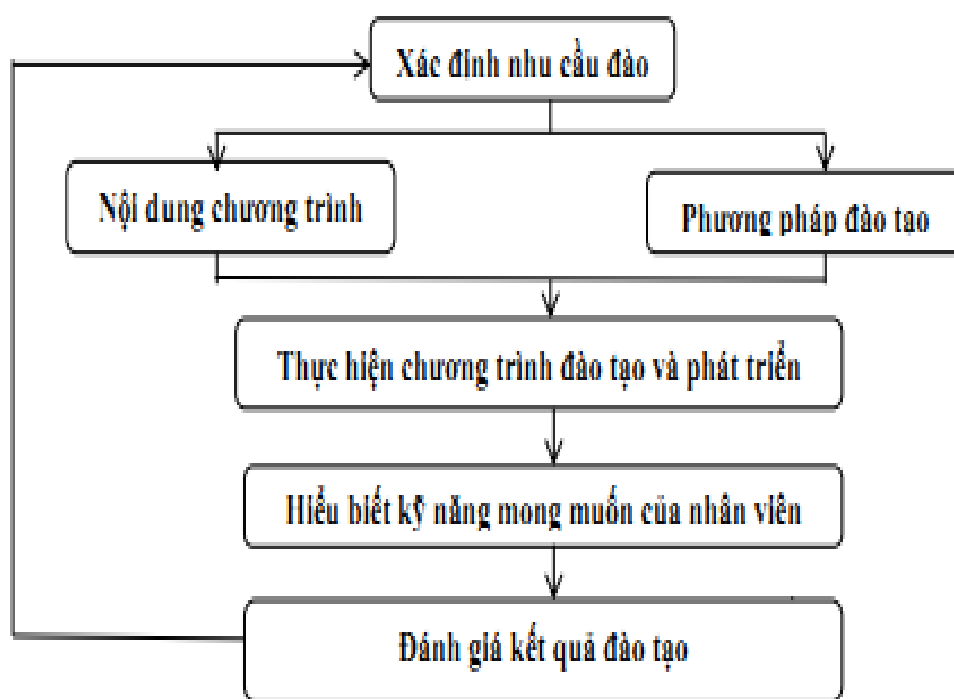 Xác đinh nhu cầu đào
Nội dung chương trình
Phương pháp đào tạo
Thực hiện chương trình đào tạo và phát triển
Hiểu biết kỹ năng mong muốn của nhân viên
Đánh giá kết quả đào tạo